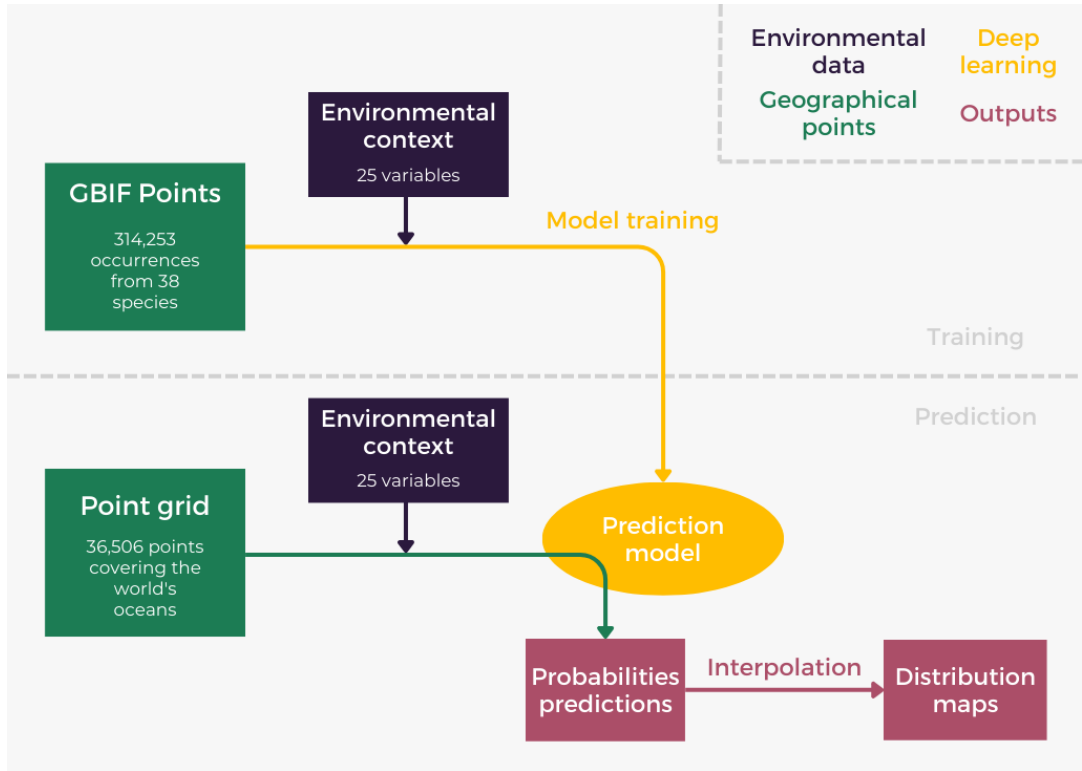 Environmental
data
Deep
learning
Geographical
points
Outputs
Environmental
context
25 variables
GBIF Points
314,253
occurrences
from 38
species
Model training
Training
Prediction
Environmental
context
25 variables
Point grid
36,506 points
covering the
world's
oceans
Prediction
model
Probabilities
predictions
Interpolation
Distribution
maps